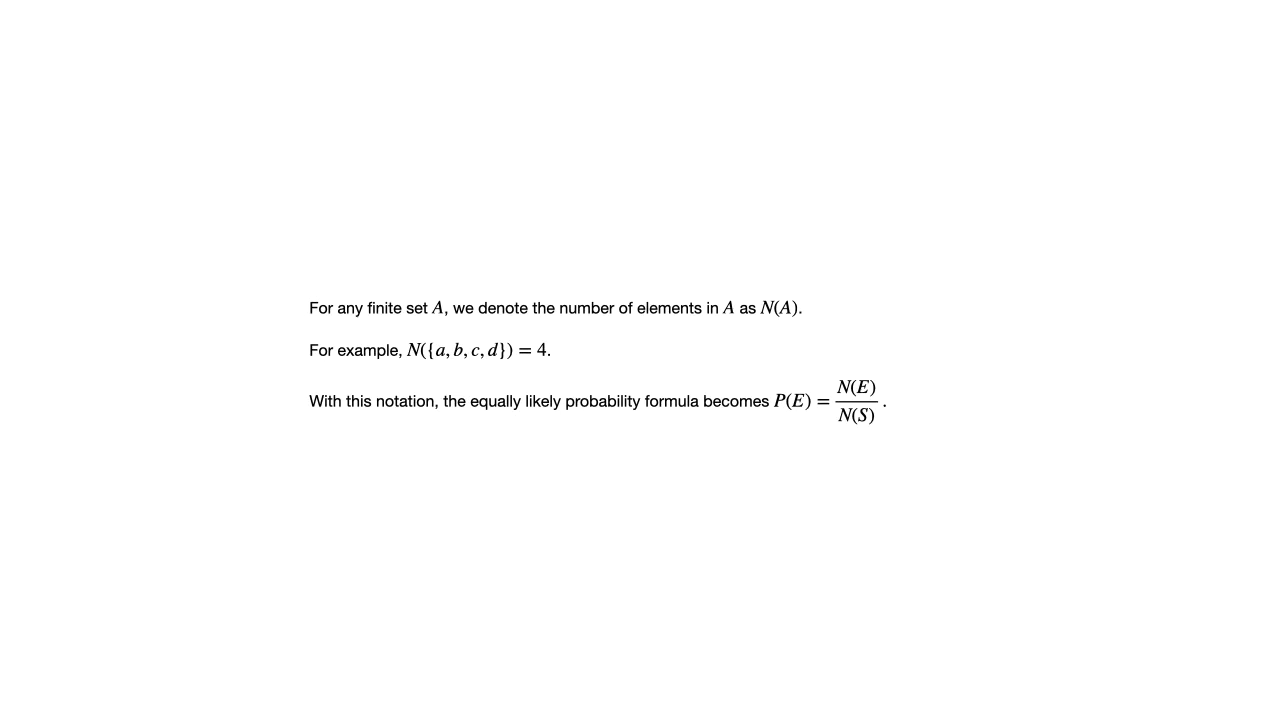 For any finite set A, we denote the number of elements in A as N(A).
For example, N({a, b, c, d}) = 4.
With this notation, the equally likely probability formula becomes P(E) = N(E)/N(S) .